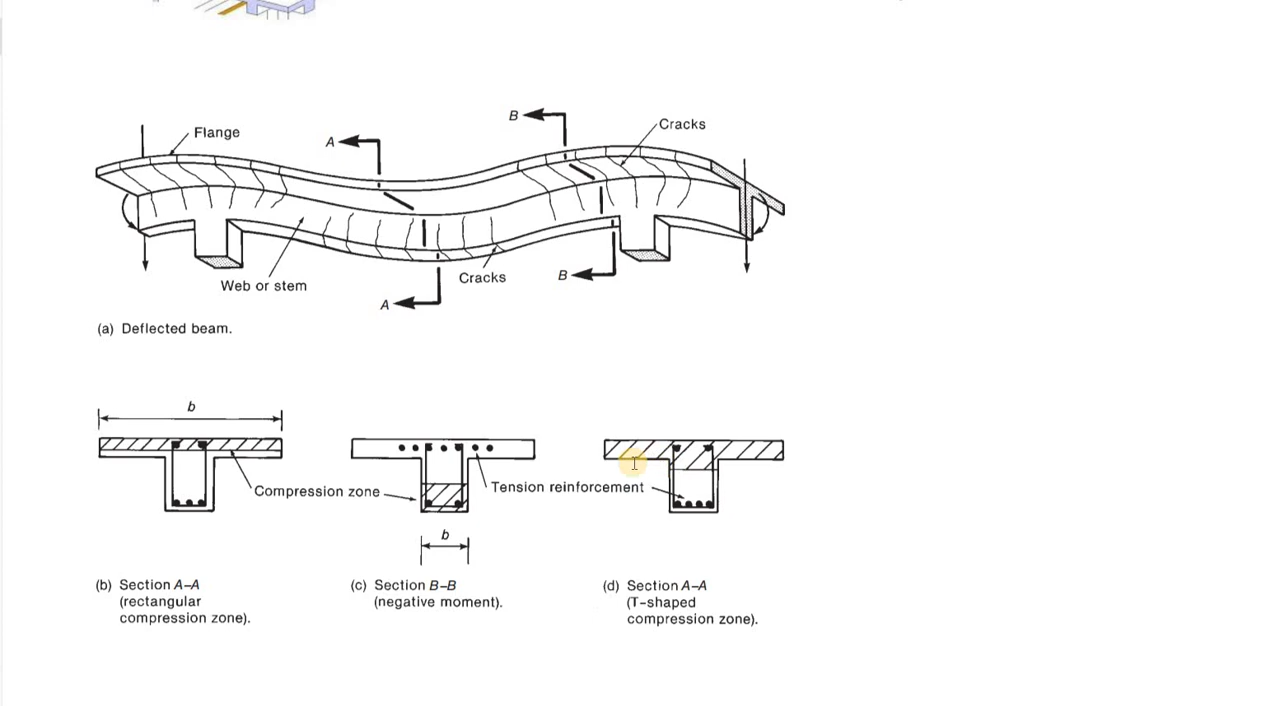 Flange
A
B
Cracks
Web or stem
Cracks
A
B
(a) Deflected beam.
b
Compression zone
Tension reinforcement
b
(b) Section A–A
(rectangular
compression zone).
(c) Section B–B
(negative moment).
(d) Section A–A
(T-shaped
compression zone).